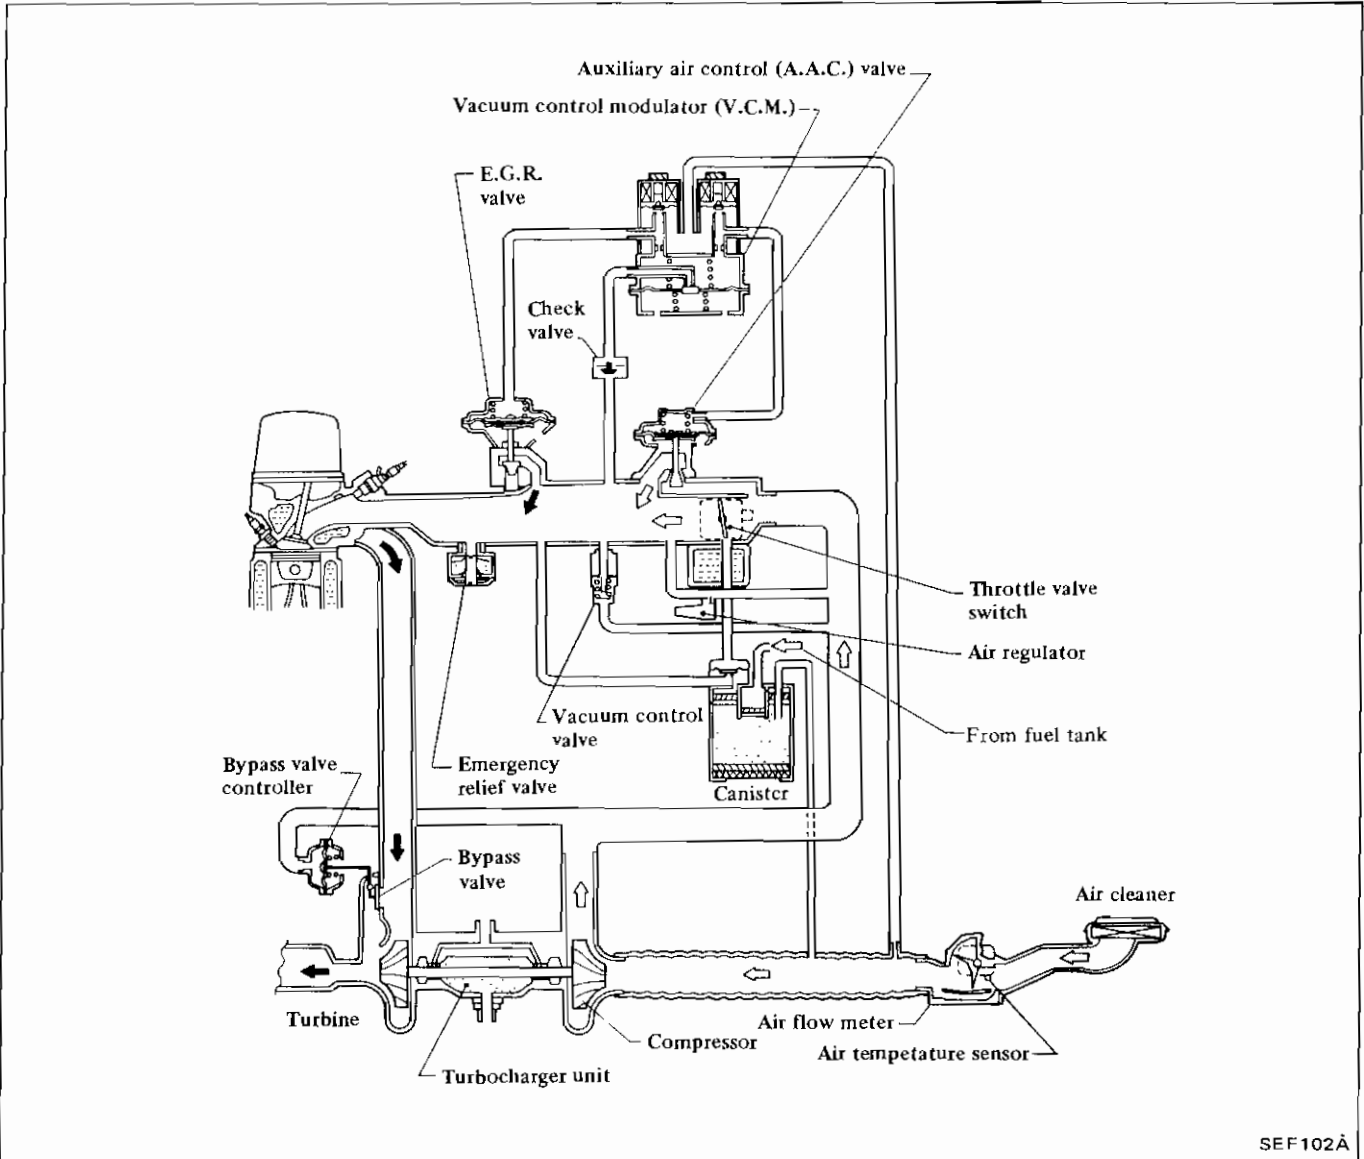 Auxiliary air control (A.A.C.) valve
Vacuum control modulator (V.C.M.)
E.G.R.
valve
Check
valve
Throttle valve
switch
Air regulator
From fuel tank
Vacuum control
valve
Emergency
relief valve
Canister
Bypass valve
controller
Bypass
valve
Air cleaner
Turbine
Air flow meter
Compressor
Air tempetature sensor
Turbocharger unit
SEF102A